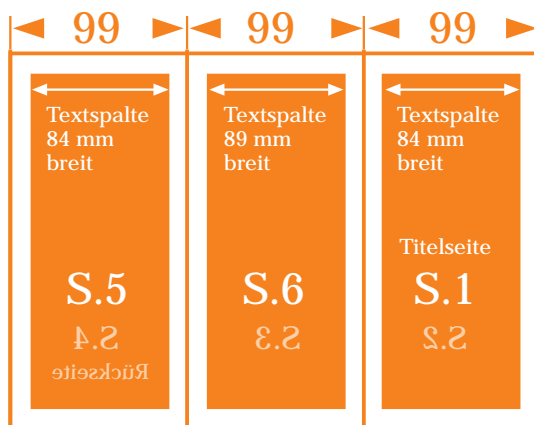 99 99 99
Textspalte
84 mm
breit
S.5
S.4
Rückseite
Textspalte
89 mm
breit
S.6
S.3
Textspalte
84 mm
breit
Titelseite
S.1
S.2